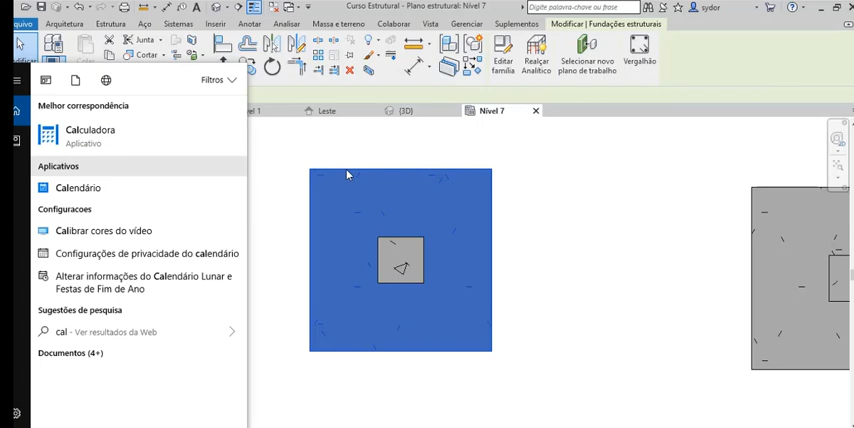 Curso Estrutural - Plano estrutural: Nível 7
Digite palavra-chave ou frase
sydor
quivo
Arquitetura
Estrutura
Aço
Sistemas
Inserir
Anotar
Analisar
Massa e terreno
Colaborar
Vista
Gerenciar
Suplementos
Modificar | Fundações estruturais
Junta
Cortar
Editar
família
Realçar
Analítico
Selecionar novo
plano de trabalho
Vergalhão
Filtros
Melhor correspondência
Calculadora
Aplicativo
Aplicativos
Calendário
Configuracoes
Calibrar cores do vídeo
Configurações de privacidade do calendário
Alterar informações do Calendário Lunar e
Festas de Fim de Ano
Sugestões de pesquisa
cal - Ver resultados da Web
Documentos (4+)
el 1
Leste
{3D}
Nível 7